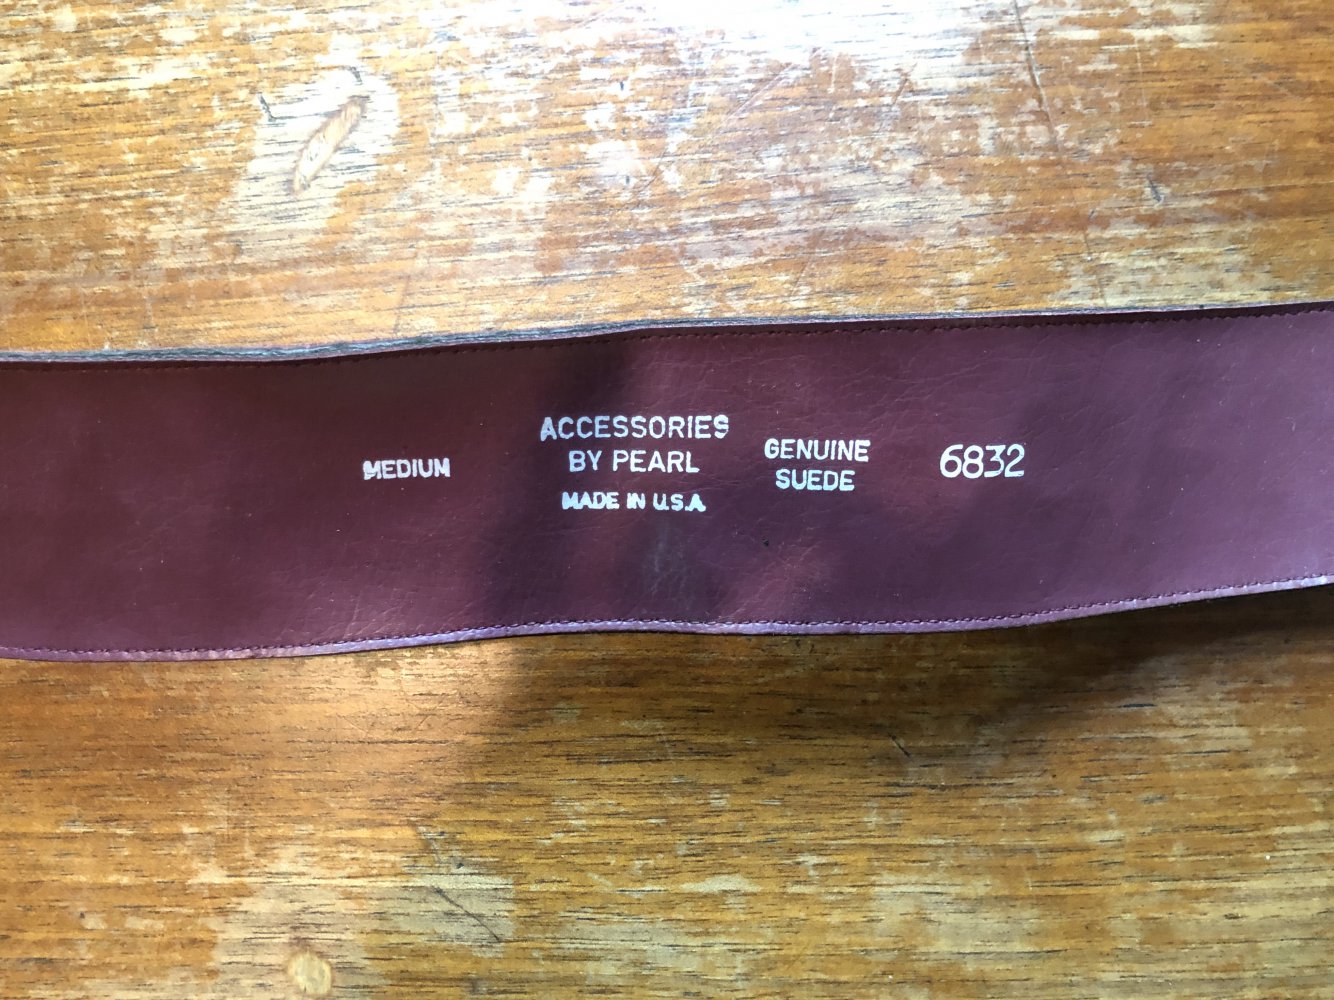 MEDIUM
ACCESSORIES
BY PEARL
MADE IN U.S.A.
GENUINE
SUEDE
6832